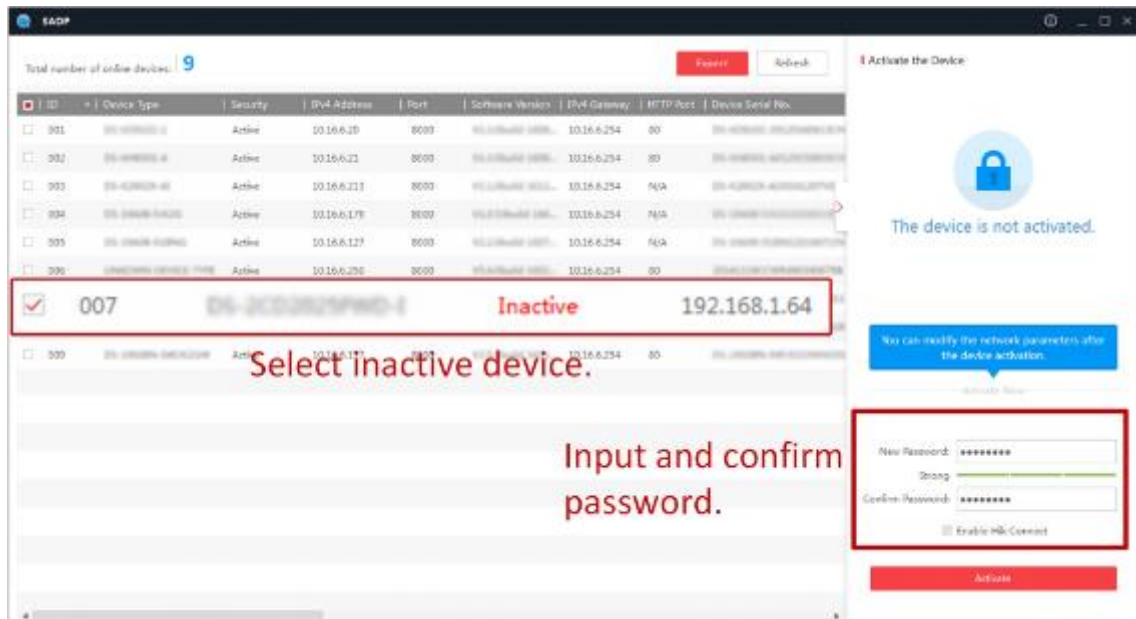 SADP
Total number of online devices: 9
Export
Refresh
Activate the Device
ID Device Type Security IPv4 Address Port Software Version IPv4 Gateway HTTP Port Device Serial No.
001 Active 10.16.6.20 8000 10.16.6.254 80
002 Active 10.16.6.21 8000 10.16.6.254 80
003 Active 10.16.6.213 8000 10.16.6.254 N/A
004 Active 10.16.6.179 8000 10.16.6.254 N/A
005 Active 10.16.6.127 8000 10.16.6.254 N/A
006 Active 10.16.6.250 8000 10.16.6.254 80
007 Inactive 192.168.1.64
009 Active 10.16.6.254 80
Select inactive device.
The device is not activated.
You can modify the network parameters after
the device activation.
Activate Now
Input and confirm
password.
New Password:
Strong
Confirm Password:
Enable Hik-Connect
Activate